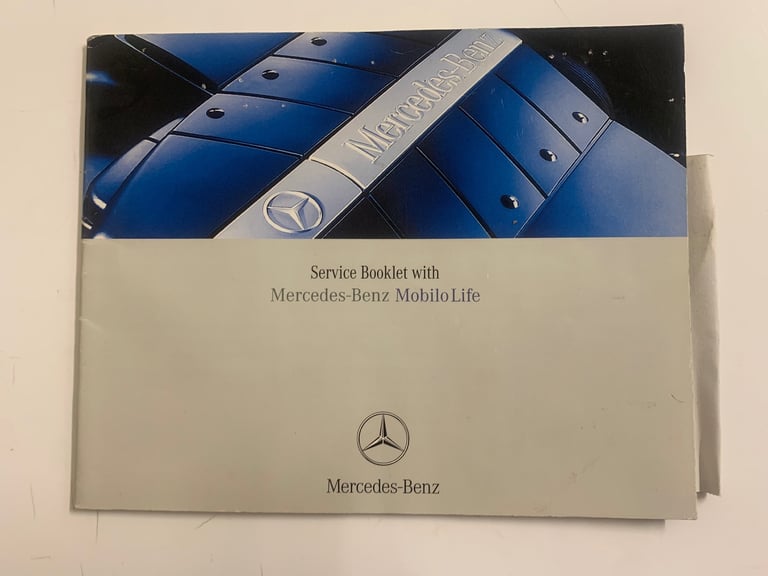 Mercedes-Benz
Service Booklet with
Mercedes-Benz MobiloLife
Mercedes-Benz